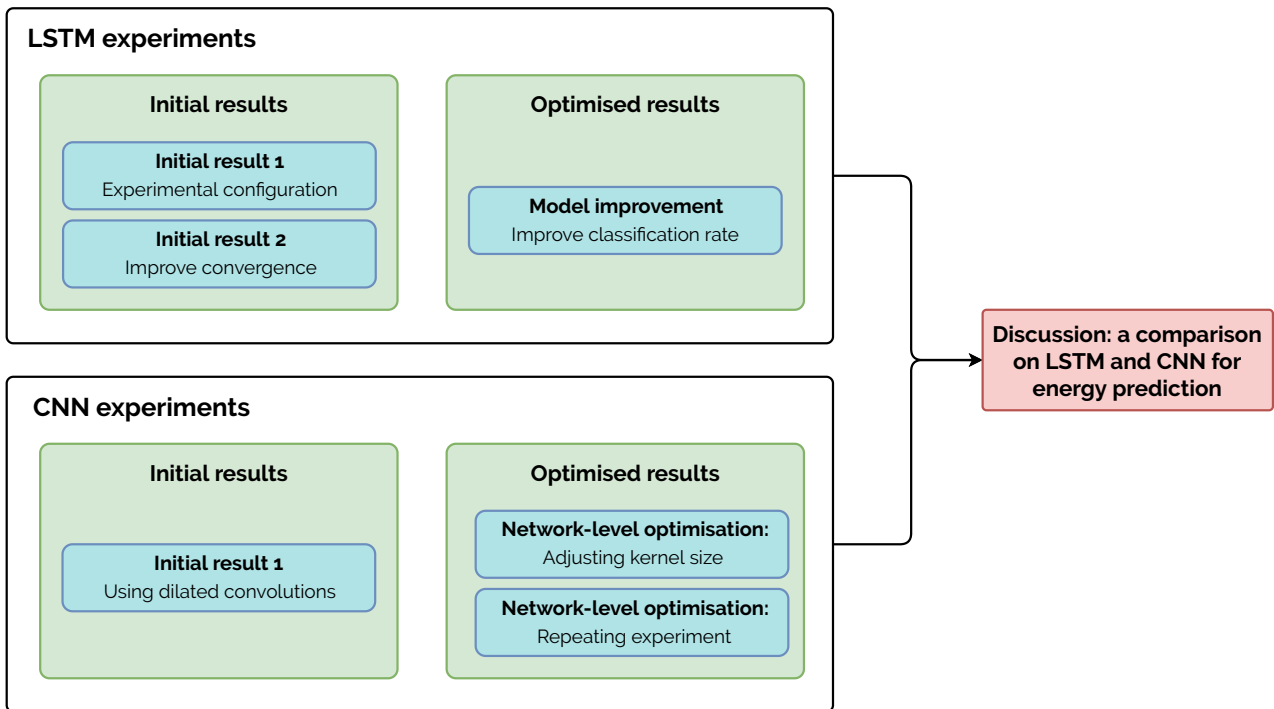 LSTM experiments
Initial results
Initial result 1
Experimental configuration
Initial result 2
Improve convergence
Optimised results
Model improvement
Improve classification rate
CNN experiments
Initial results
Initial result 1
Using dilated convolutions
Optimised results
Network-level optimisation:
Adjusting kernel size
Network-level optimisation:
Repeating experiment
Discussion: a comparison
on LSTM and CNN for
energy prediction